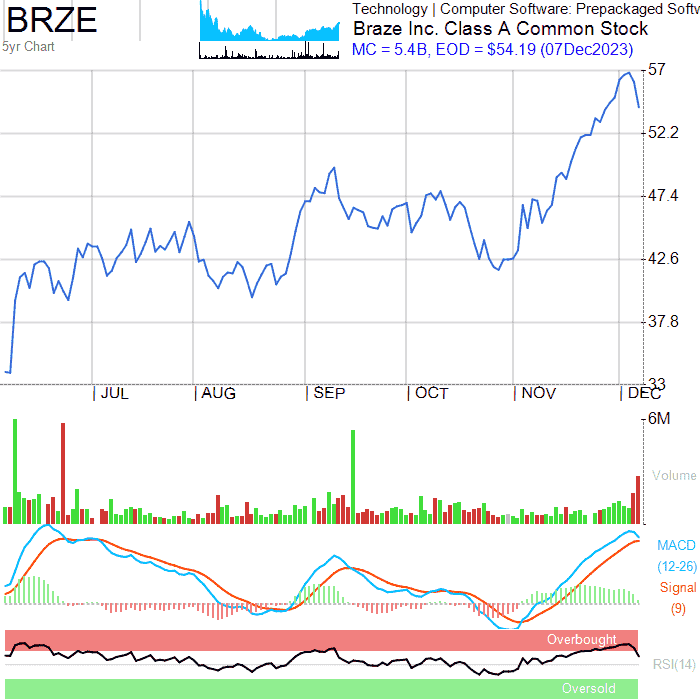 BRZE
5yr Chart
Technology | Computer Software: Prepackaged Softw
Braze Inc. Class A Common Stock
MC = 5.4B, EOD = $54.19 (07Dec2023)
57
52.2
47.4
42.6
37.8
33
JUL AUG SEP OCT NOV DEC
6M
Volume
MACD
(12-26)
Signal
(9)
Overbought
RSI(14)
Oversold